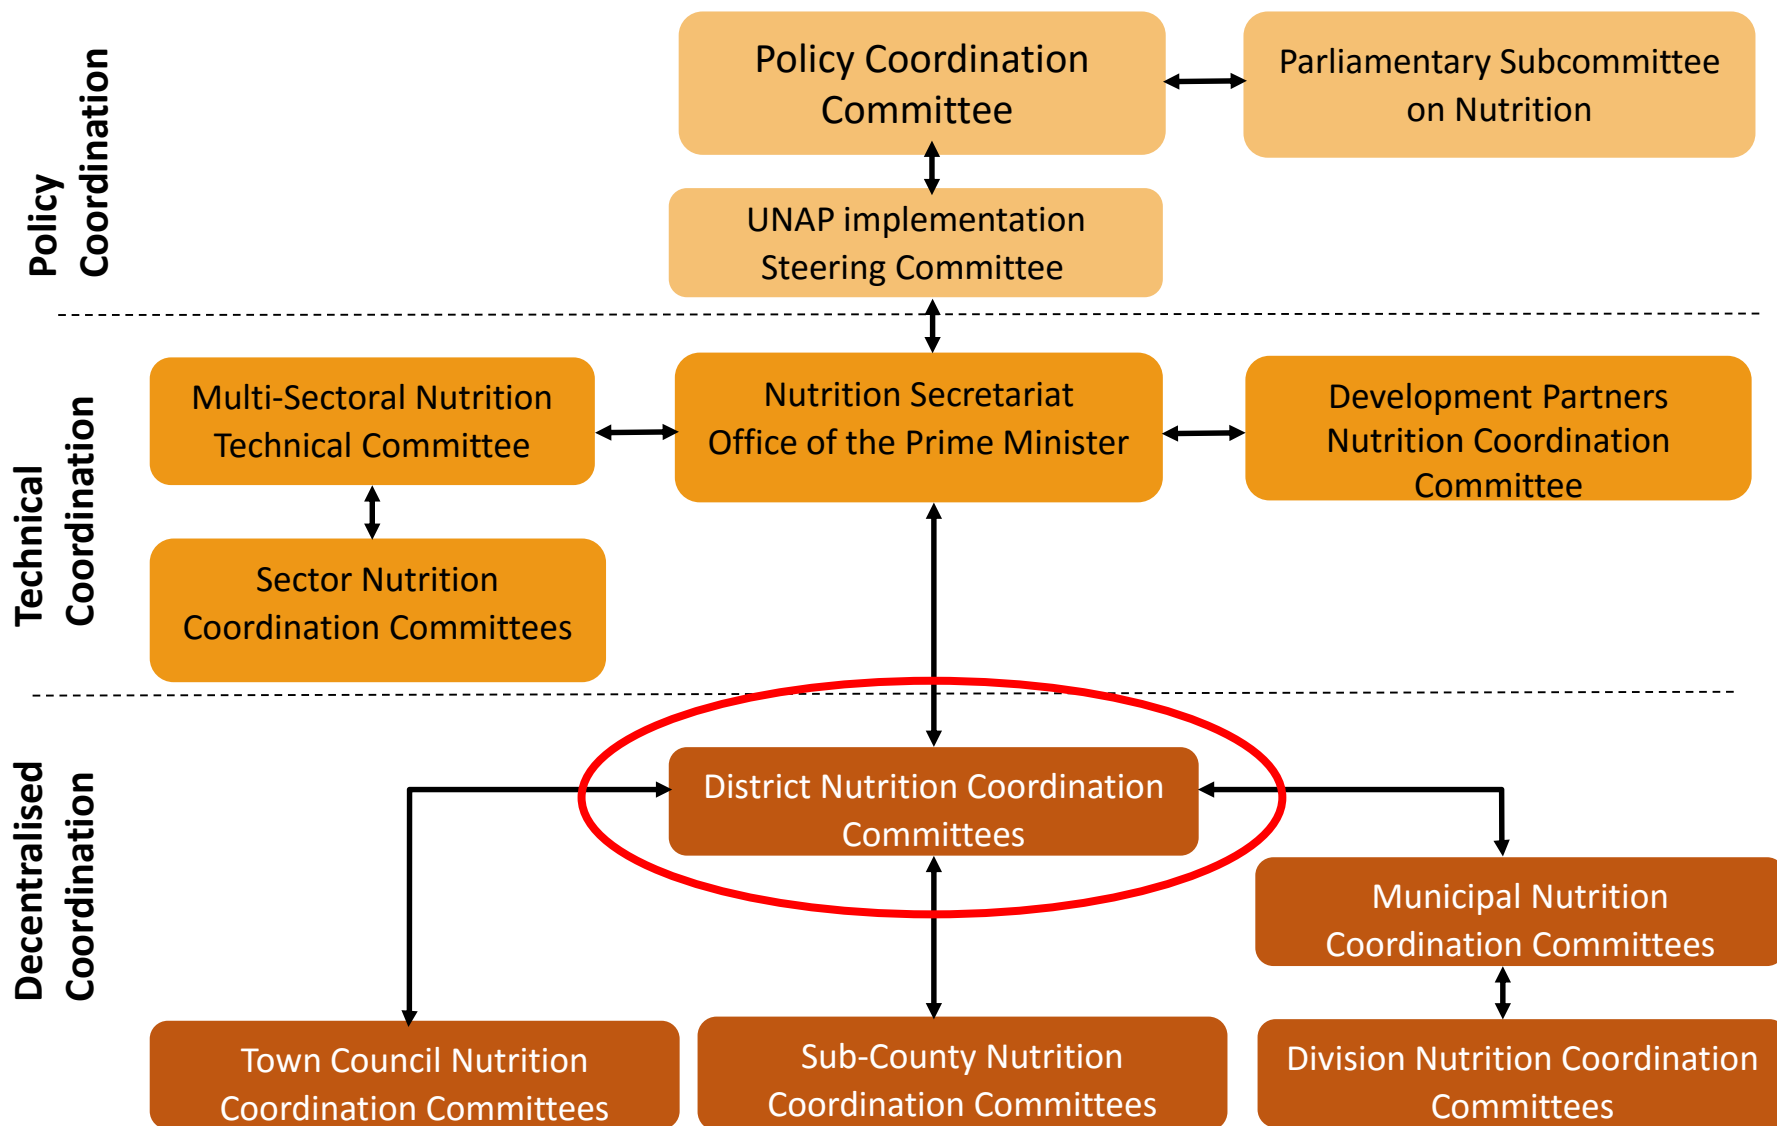 Policy
Coordination
Policy Coordination
Committee
Parliamentary Subcommittee
on Nutrition
UNAP implementation
Steering Committee
Technical
Coordination
Multi-Sectoral Nutrition
Technical Committee
Nutrition Secretariat
Office of the Prime Minister
Development Partners
Nutrition Coordination
Committee
Sector Nutrition
Coordination Committees
Decentralised
Coordination
District Nutrition Coordination
Committees
Municipal Nutrition
Coordination Committees
Town Council Nutrition
Coordination Committees
Sub-County Nutrition
Coordination Committees
Division Nutrition Coordination
Committees